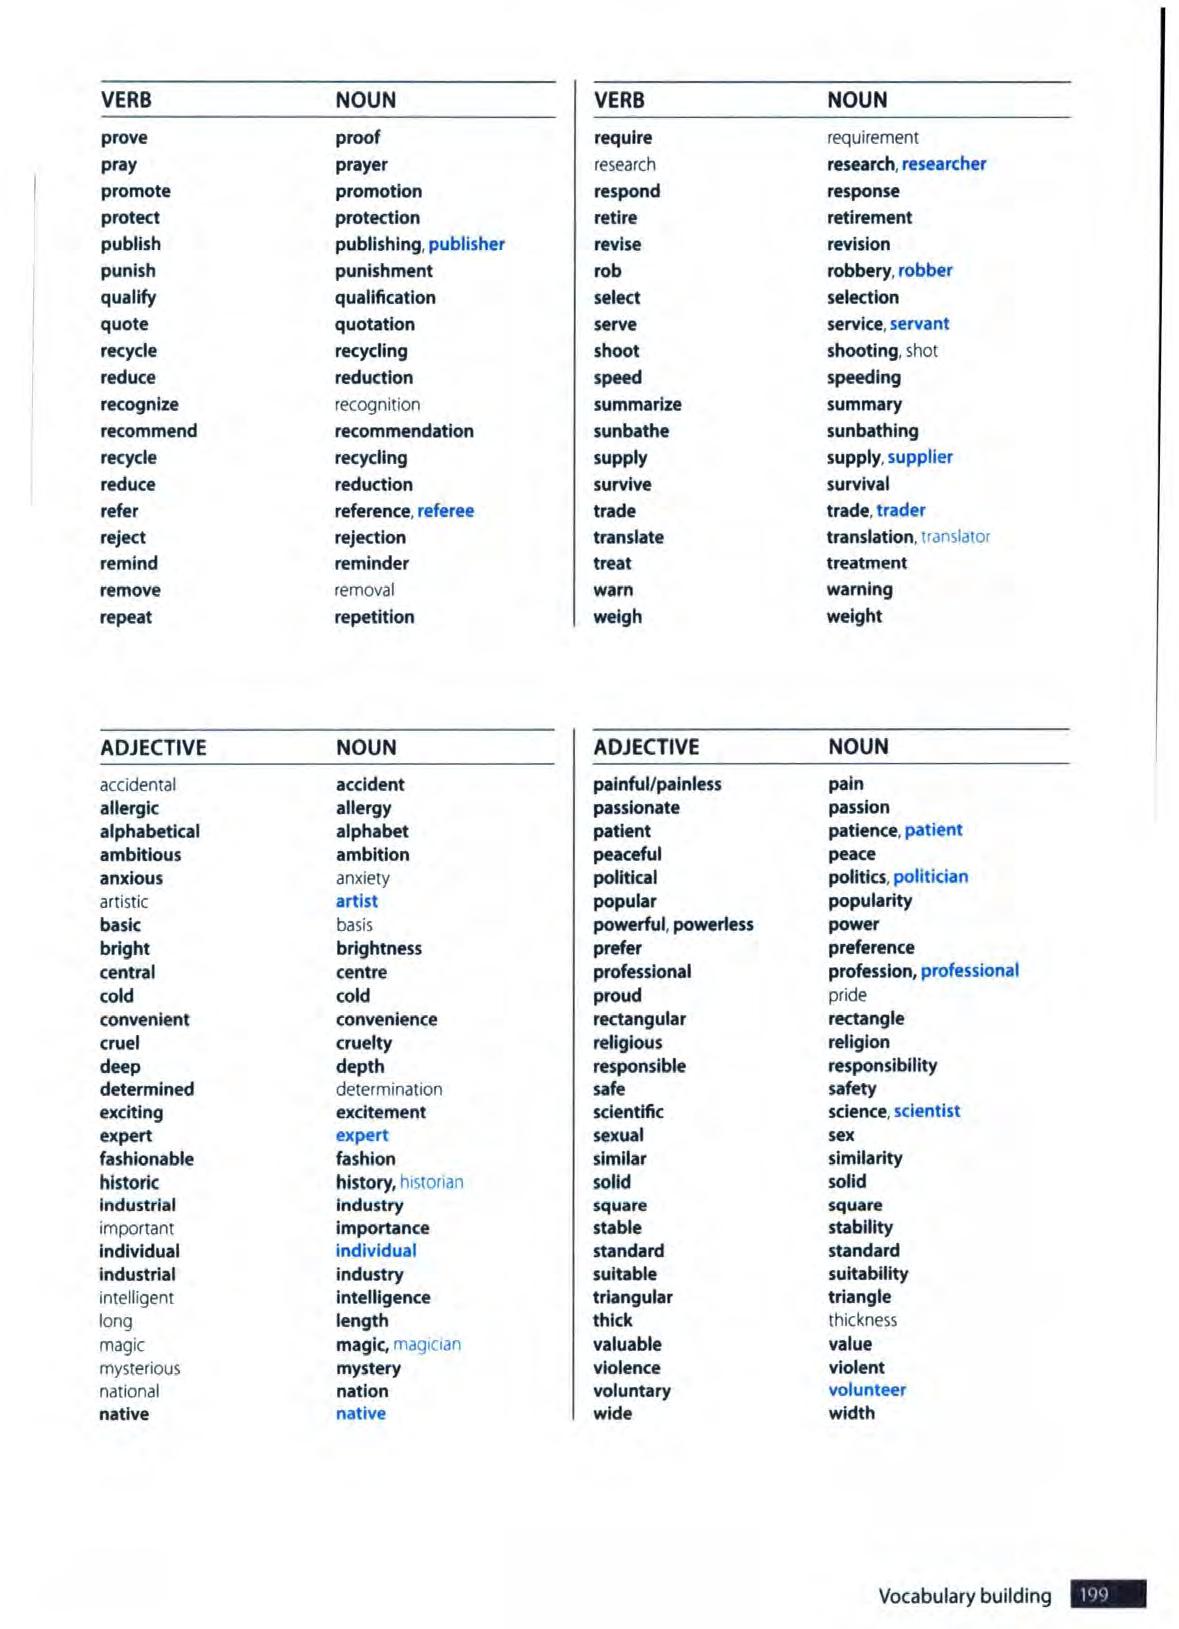 VERB NOUN
prove proof
pray prayer
promote promotion
protect protection
publish publishing, publisher
punish punishment
qualify qualification
quote quotation
recycle recycling
reduce reduction
recognize recognition
recommend recommendation
recycle recycling
reduce reduction
refer reference, referee
reject rejection
remind reminder
remove removal
repeat repetition
VERB NOUN
require requirement
research research, researcher
respond response
retire retirement
revise revision
rob robbery, robber
select selection
serve service, servant
shoot shooting, shot
speed speeding
summarize summary
sunbathe sunbathing
supply supply, supplier
survive survival
trade trade, trader
translate translation, translator
treat treatment
warn warning
weigh weight
ADJECTIVE NOUN
accidental accident
allergic allergy
alphabetical alphabet
ambitious ambition
anxious anxiety
artistic artist
basic basis
bright brightness
central centre
cold cold
convenient convenience
cruel cruelty
deep depth
determined determination
exciting excitement
expert expert
fashionable fashion
historic history, historian
industrial industry
important importance
individual individual
industrial industry
intelligent intelligence
long length
magic magic, magician
mysterious mystery
national nation
native native
ADJECTIVE NOUN
painful/painless pain
passionate passion
patient patience, patient
peaceful peace
political politics, politician
popular popularity
powerful, powerless power
prefer preference
professional profession, professional
proud pride
rectangular rectangle
religious religion
responsible responsibility
safe safety
scientific science, scientist
sexual sex
similar similarity
solid solid
square square
stable stability
standard standard
suitable suitability
triangular triangle
thick thickness
valuable value
violence violent
voluntary volunteer
wide width
Vocabulary building 199